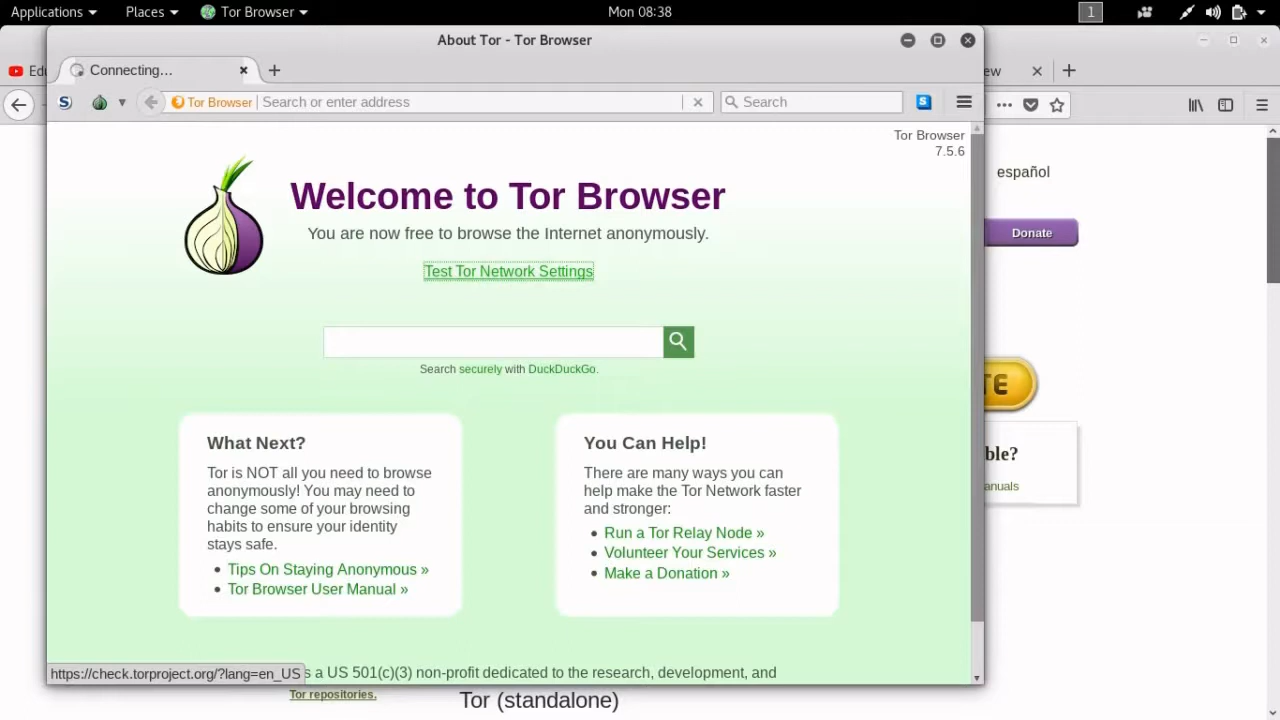 Applications Places Tor Browser Mon 08:38 1
About Tor - Tor Browser
Edu
Connecting…
ew
Tor Browser Search or enter address Search
Tor Browser
7.5.6
español
Welcome to Tor Browser
You are now free to browse the Internet anonymously.
Donate
Test Tor Network Settings
Search securely with DuckDuckGo.
TE
What Next?
Tor is NOT all you need to browse
anonymously! You may need to
change some of your browsing
habits to ensure your identity
stays safe.
• Tips On Staying Anonymous »
• Tor Browser User Manual »
You Can Help!
There are many ways you can
help make the Tor Network faster
and stronger:
• Run a Tor Relay Node »
• Volunteer Your Services »
• Make a Donation »
ble?
anuals
https://check.torproject.org/?lang=en_US
s a US 501(c)(3) non-profit dedicated to the research, development, and
Tor repositories.
Tor (standalone)